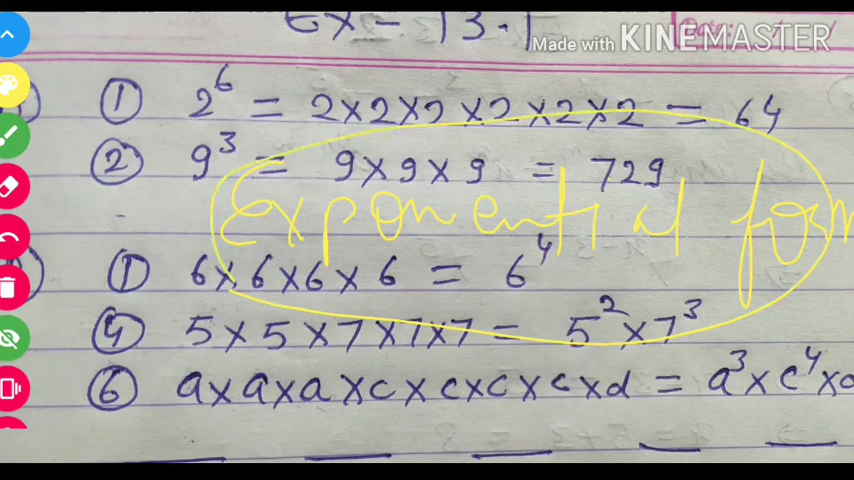 Ex - 13.1
Made with KINEMASTER
① 2⁶ = 2×2×2×2×2×2 = 64
② 9³ = 9×9×9 = 729
Exponential form
① 6×6×6×6 = 6⁴
④ 5×5×7×7×7 = 5²×7³
⑥ a×a×a×c×c×c×c×d = a³×c⁴×d